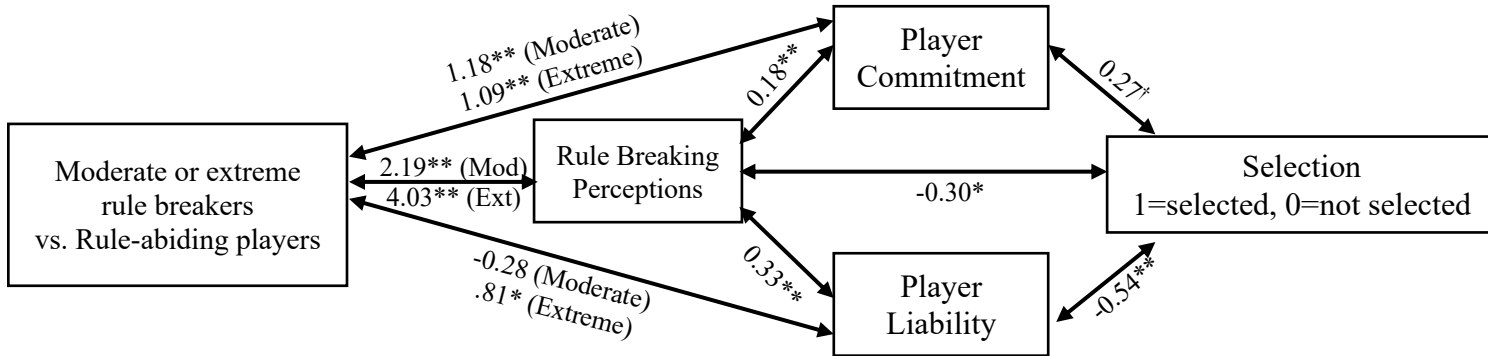 1.18** (Moderate)
1.09** (Extreme)
Player
Commitment
0.18**
0.27†
Moderate or extreme
rule breakers
vs. Rule-abiding players
2.19** (Mod)
4.03** (Ext)
Rule Breaking
Perceptions
-0.30*
Selection
1=selected, 0=not selected
-0.28 (Moderate)
.81* (Extreme)
0.33**
Player
Liability
-0.54**